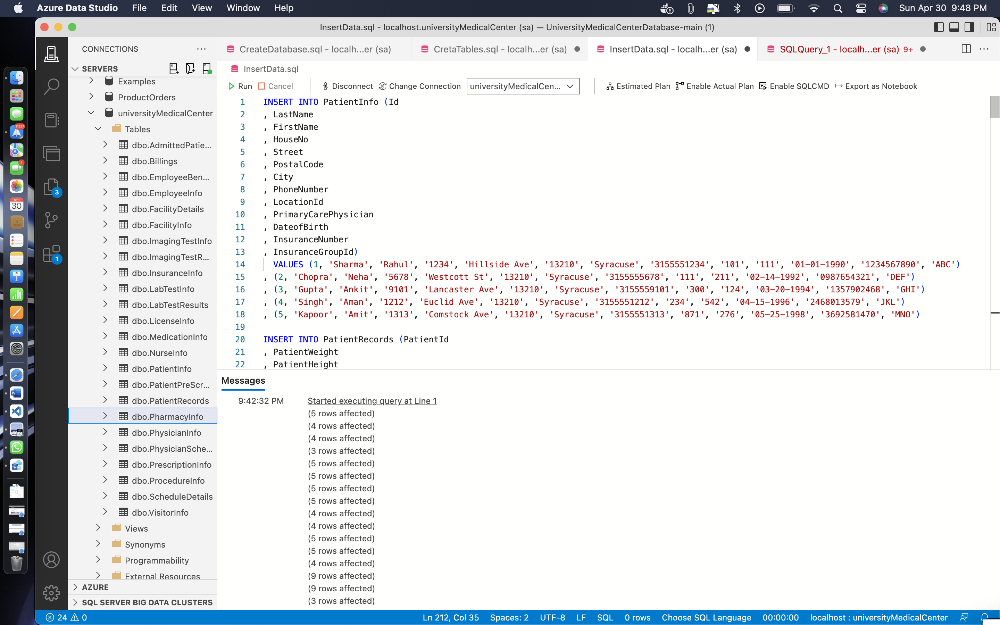 Azure Data Studio File Edit View Window Help Sun Apr 30 9:48 PM
InsertData.sql - localhost.universityMedicalCenter (sa) — UniversityMedicalCenterDatabase-main (1)
CONNECTIONS
CreateDatabase.sql - localh...er (sa)
CretaTables.sql - localh...er (sa)
InsertData.sql - localh...er (sa)
SQLQuery_1 - localh...er (sa) 9+
SERVERS
Examples
ProductOrders
universityMedicalCenter
Tables
dbo.AdmittedPatie...
dbo.Billings
dbo.EmployeeBen...
dbo.EmployeeInfo
dbo.FacilityDetails
dbo.FacilityInfo
dbo.ImagingTestInfo
dbo.ImagingTestR...
dbo.InsuranceInfo
dbo.LabTestInfo
dbo.LabTestResults
dbo.LicenseInfo
dbo.MedicationInfo
dbo.NurseInfo
dbo.PatientInfo
dbo.PatientPreScr...
dbo.PatientRecords
dbo.PharmacyInfo
dbo.PhysicianInfo
dbo.PhysicianSche...
dbo.PrescriptionInfo
dbo.ProcedureInfo
dbo.ScheduleDetails
dbo.VisitorInfo
Views
Synonyms
Programmability
External Resources
AZURE
SQL SERVER BIG DATA CLUSTERS
InsertData.sql
Run Cancel Disconnect Change Connection universityMedicalCen... Estimated Plan Enable Actual Plan Enable SQLCMD Export as Notebook
1 INSERT INTO PatientInfo (Id
2 , LastName
3 , FirstName
4 , HouseNo
5 , Street
6 , PostalCode
7 , City
8 , PhoneNumber
9 , LocationId
10 , PrimaryCarePhysician
11 , DateofBirth
12 , InsuranceNumber
13 , InsuranceGroupId)
14 VALUES (1, 'Sharma', 'Rahul', '1234', 'Hillside Ave', '13210', 'Syracuse', '3155551234', '101', '111', '01-01-1990', '1234567890', 'ABC')
15 , (2, 'Chopra', 'Neha', '5678', 'Westcott St', '13210', 'Syracuse', '3155555678', '111', '211', '02-14-1992', '0987654321', 'DEF')
16 , (3, 'Gupta', 'Ankit', '9101', 'Lancaster Ave', '13210', 'Syracuse', '3155559101', '300', '124', '03-20-1994', '1357902468', 'GHI')
17 , (4, 'Singh', 'Aman', '1212', 'Euclid Ave', '13210', 'Syracuse', '3155551212', '234', '542', '04-15-1996', '2468013579', 'JKL')
18 , (5, 'Kapoor', 'Amit', '1313', 'Comstock Ave', '13210', 'Syracuse', '3155551313', '871', '276', '05-25-1998', '3692581470', 'MNO')
19
20 INSERT INTO PatientRecords (PatientId
21 , PatientWeight
22 , PatientHeight
Messages
9:42:32 PM Started executing query at Line 1
(5 rows affected)
(4 rows affected)
(4 rows affected)
(3 rows affected)
(5 rows affected)
(5 rows affected)
(5 rows affected)
(5 rows affected)
(4 rows affected)
(4 rows affected)
(5 rows affected)
(5 rows affected)
(4 rows affected)
(9 rows affected)
(9 rows affected)
(3 rows affected)
21227
1
APR
30
3
1
24 0
Ln 212, Col 35 Spaces: 2 UTF-8 LF SQL 0 rows Choose SQL Language 00:00:00 localhost : universityMedicalCenter